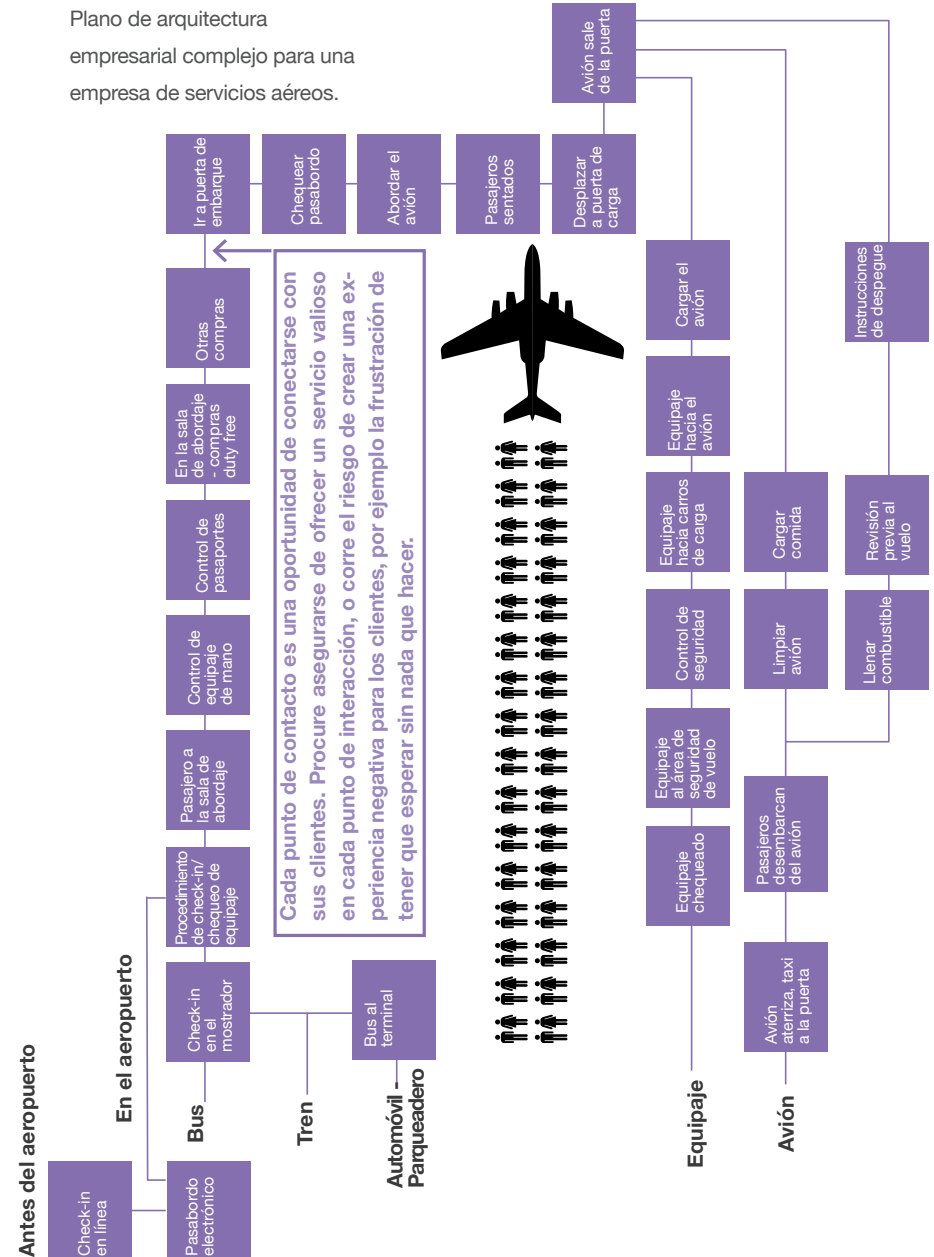 Plano de arquitectura
empresarial complejo para una
empresa de servicios aéreos.
Antes del aeropuerto
Check-in
en línea
Pasabordo
electrónico
En el aeropuerto
Bus
Tren
Automóvil -
Parqueadero
Check-in
en el
mostrador
Bus al
terminal
Procedimiento
de check-in/
chequeo de
equipaje
Pasajero a
la sala de
abordaje
Control de
equipaje
de mano
Control de
pasaportes
En la sala
de abordaje
- compras
duty free
Otras
compras
Ir a puerta de
embarque
Chequear
pasabordo
Abordar el
avión
Pasajeros
sentados
Desplazar
a puerta de
carga
Avión sale
de la puerta
Cada punto de contacto es una oportunidad de conectarse con
sus clientes. Procure asegurarse de ofrecer un servicio valioso
en cada punto de interacción, o corre el riesgo de crear una ex-
periencia negativa para los clientes, por ejemplo la frustración de
tener que esperar sin nada que hacer.
Equipaje
Equipaje
chequeado
Equipaje
al área de
seguridad
de vuelo
Control de
seguridad
Equipaje
hacia carros
de carga
Equipaje
hacia el
avión
Cargar el
avión
Avión
Avión
aterriza, taxi
a la puerta
Pasajeros
desembarcan
del avión
Limpiar
avión
Cargar
comida
Llenar
combustible
Revisión
previa al
vuelo
Instrucciones
de despegue